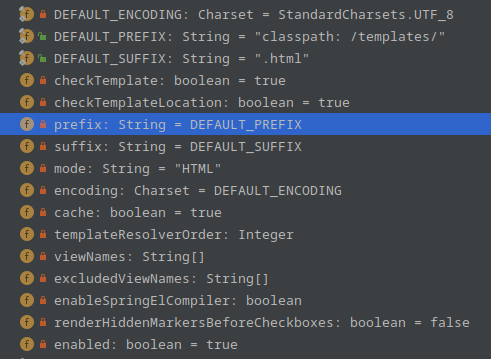 DEFAULT_ENCODING: Charset = StandardCharsets.UTF_8
DEFAULT_PREFIX: String = "classpath: /templates/"
DEFAULT_SUFFIX: String = ".html"
checkTemplate: boolean = true
checkTemplateLocation: boolean = true
prefix: String = DEFAULT_PREFIX
suffix: String = DEFAULT_SUFFIX
mode: String = "HTML"
encoding: Charset = DEFAULT_ENCODING
cache: boolean = true
templateResolverOrder: Integer
viewNames: String[]
excludedViewNames: String[]
enableSpringElCompiler: boolean
renderHiddenMarkersBeforeCheckboxes: boolean = false
enabled: boolean = true